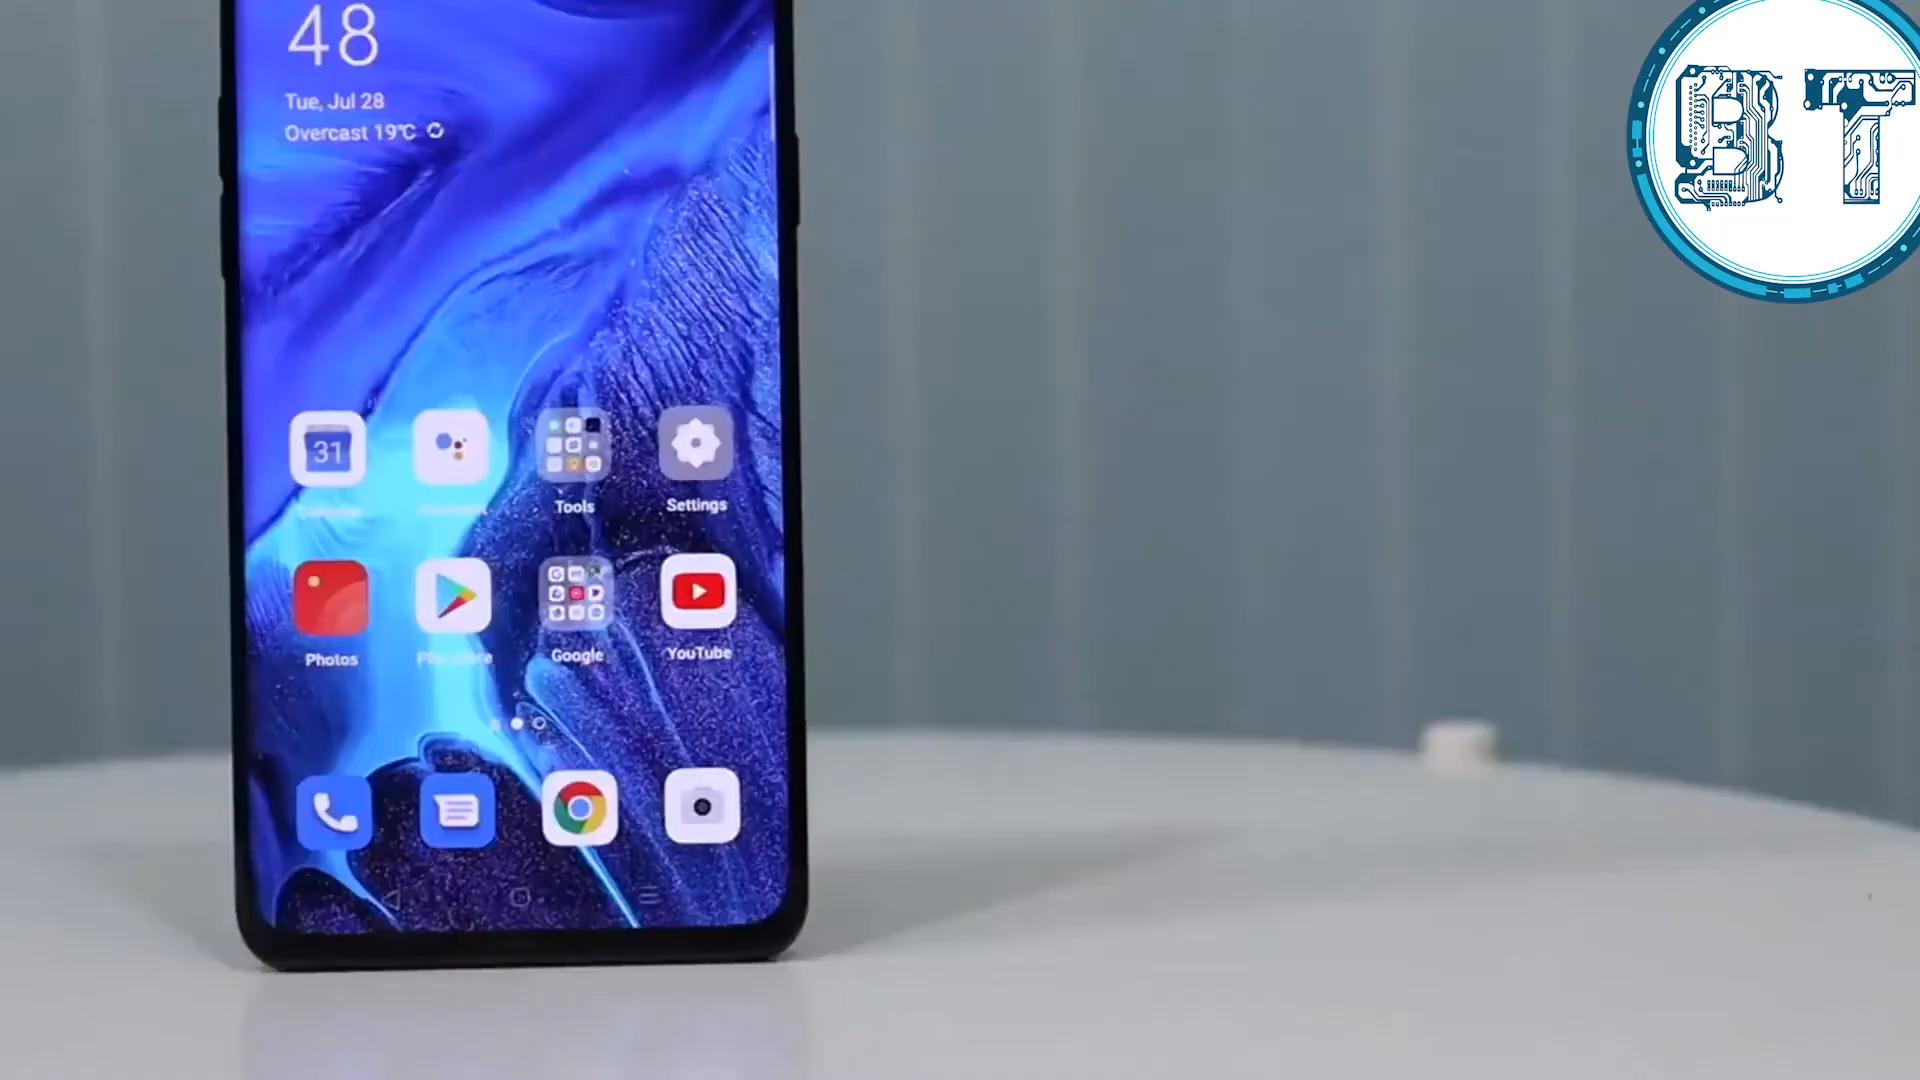 48
Tue, Jul 28
Overcast 19°C
BT
31
Tools
Settings
Photos
Google
YouTube